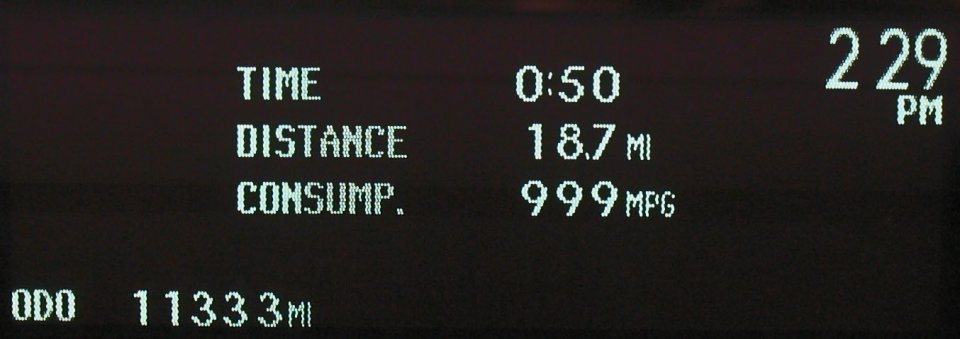 2 29
PM
TIME 0:50
DISTANCE 18.7 MI
CONSUMP. 999 MPG
ODO 11333 MI